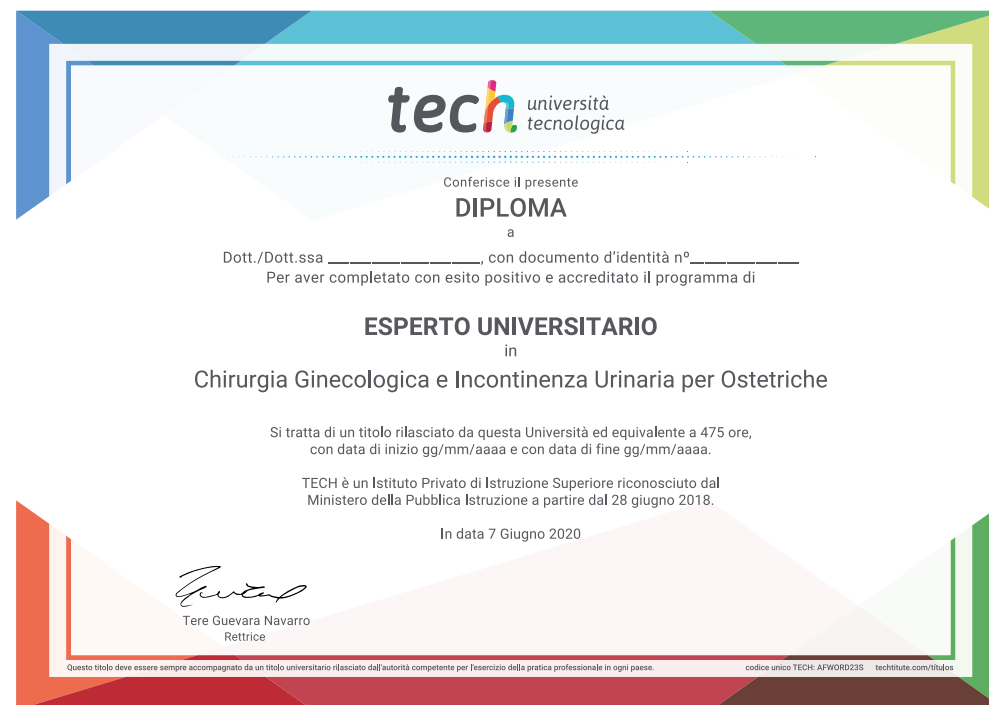 tech università
tecnologica
Conferisce il presente
DIPLOMA
a
Dott./Dott.ssa ____________________, con documento d'identità nº______________
Per aver completato con esito positivo e accreditato il programma di
ESPERTO UNIVERSITARIO
in
Chirurgia Ginecologica e Incontinenza Urinaria per Ostetriche
Si tratta di un titolo rilasciato da questa Università ed equivalente a 475 ore,
con data di inizio gg/mm/aaaa e con data di fine gg/mm/aaaa.
TECH è un Istituto Privato di Istruzione Superiore riconosciuto dal
Ministero della Pubblica Istruzione a partire dal 28 giugno 2018.
In data 7 Giugno 2020
Tere Guevara Navarro
Rettrice
Questo titolo deve essere sempre accompagnato da un titolo universitario rilasciato dall'autorità competente per l'esercizio della pratica professionale in ogni paese. codice unico TECH: AFWORD23S techtitute.com/títulos